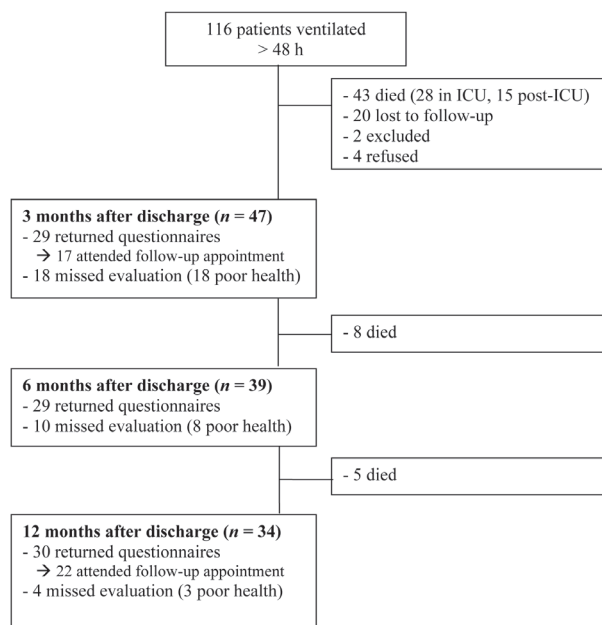 116 patients ventilated
> 48 h
- 43 died (28 in ICU, 15 post-ICU)
- 20 lost to follow-up
- 2 excluded
- 4 refused
3 months after discharge (n = 47)
- 29 returned questionnaires
→ 17 attended follow-up appointment
- 18 missed evaluation (18 poor health)
- 8 died
6 months after discharge (n = 39)
- 29 returned questionnaires
- 10 missed evaluation (8 poor health)
- 5 died
12 months after discharge (n = 34)
- 30 returned questionnaires
→ 22 attended follow-up appointment
- 4 missed evaluation (3 poor health)